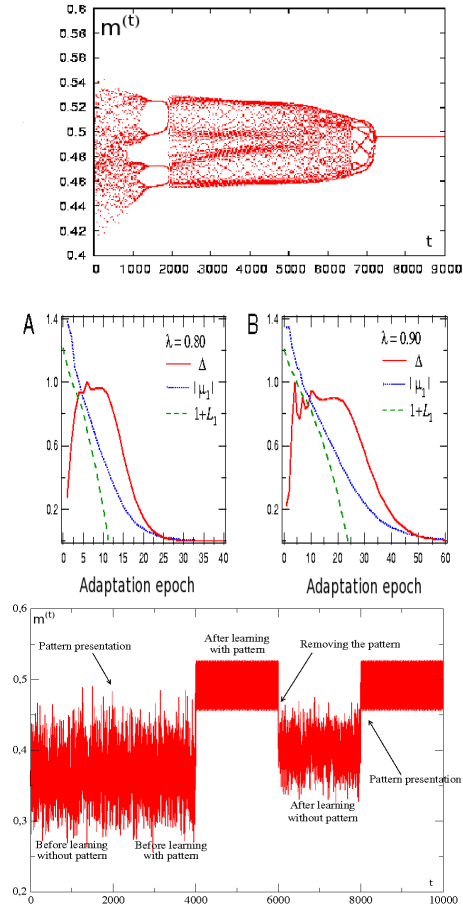 0.6
m(t)
0.58
0.56
0.54
0.52
0.5
0.48
0.46
0.44
0.42
0.4
t
0 1000 2000 3000 4000 5000 6000 7000 8000 9000
A
1.4
λ = 0.80
Δ
|μ1|
1+L1
1.0
0.6
0.2
0 5 10 15 20 25 30 35 40
Adaptation epoch
B
1.4
λ = 0.90
Δ
|μ1|
1+L1
1.0
0.6
0.2
0 10 20 30 40 50 60
Adaptation epoch
0,6
m(t)
Pattern presentation
After learning
with pattern
Removing the pattern
0,5
0,4
Pattern presentation
After learning
without pattern
0,3
Before learning
without pattern
Before learning
with pattern
0,2
0 2000 4000 6000 8000 10000
t